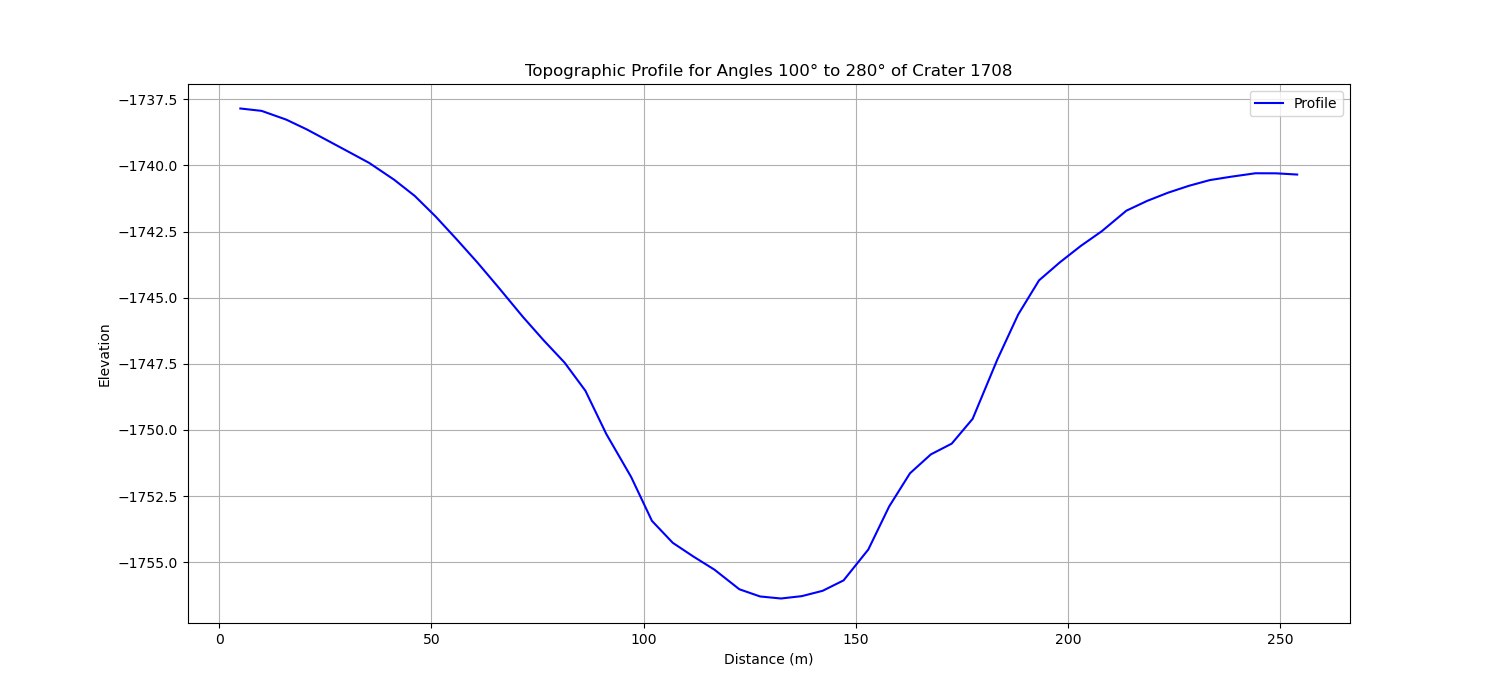 Topographic Profile for Angles 100° to 280° of Crater 1708
Profile
Elevation
−1737.5
−1740.0
−1742.5
−1745.0
−1747.5
−1750.0
−1752.5
−1755.0
0 50 100 150 200 250
Distance (m)